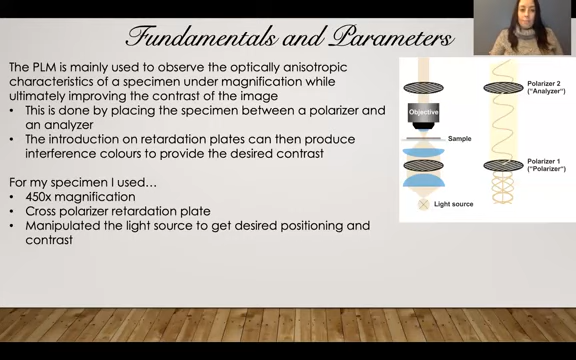 Fundamentals and Parameters
The PLM is mainly used to observe the optically anisotropic
characteristics of a specimen under magnification while
ultimately improving the contrast of the image
• This is done by placing the specimen between a polarizer and
an analyzer
• The introduction on retardation plates can then produce
interference colours to provide the desired contrast
For my specimen I used…
• 450x magnification
• Cross polarizer retardation plate
• Manipulated the light source to get desired positioning and
contrast
Polarizer 2
("Analyzer")
Objective
Sample
Polarizer 1
("Polarizer")
Light source